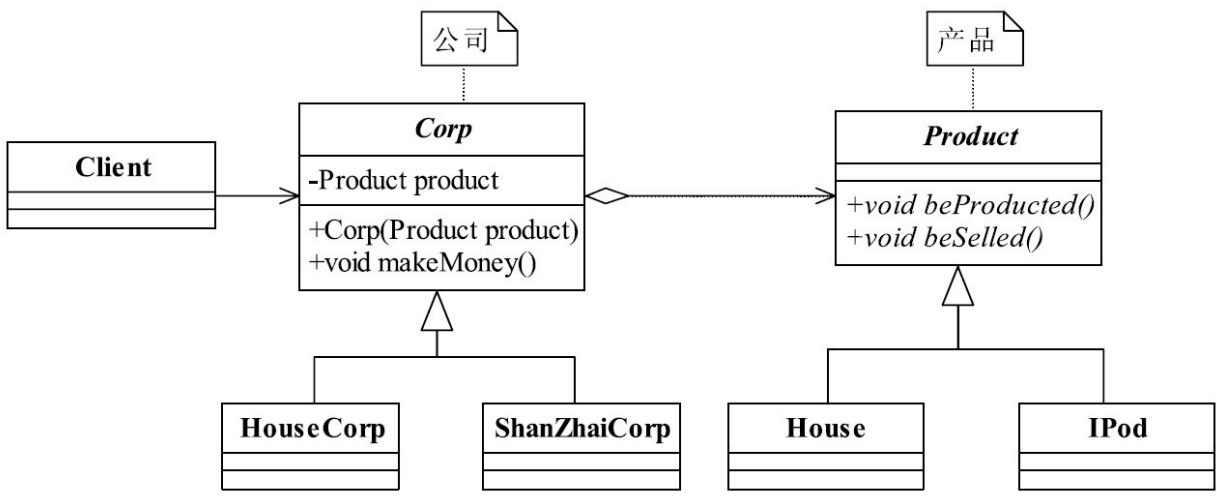 公司
产品
Client
Corp
-Product product
+Corp(Product product)
+void makeMoney()
Product
+void beProducted()
+void beSelled()
HouseCorp
ShanZhaiCorp
House
IPod